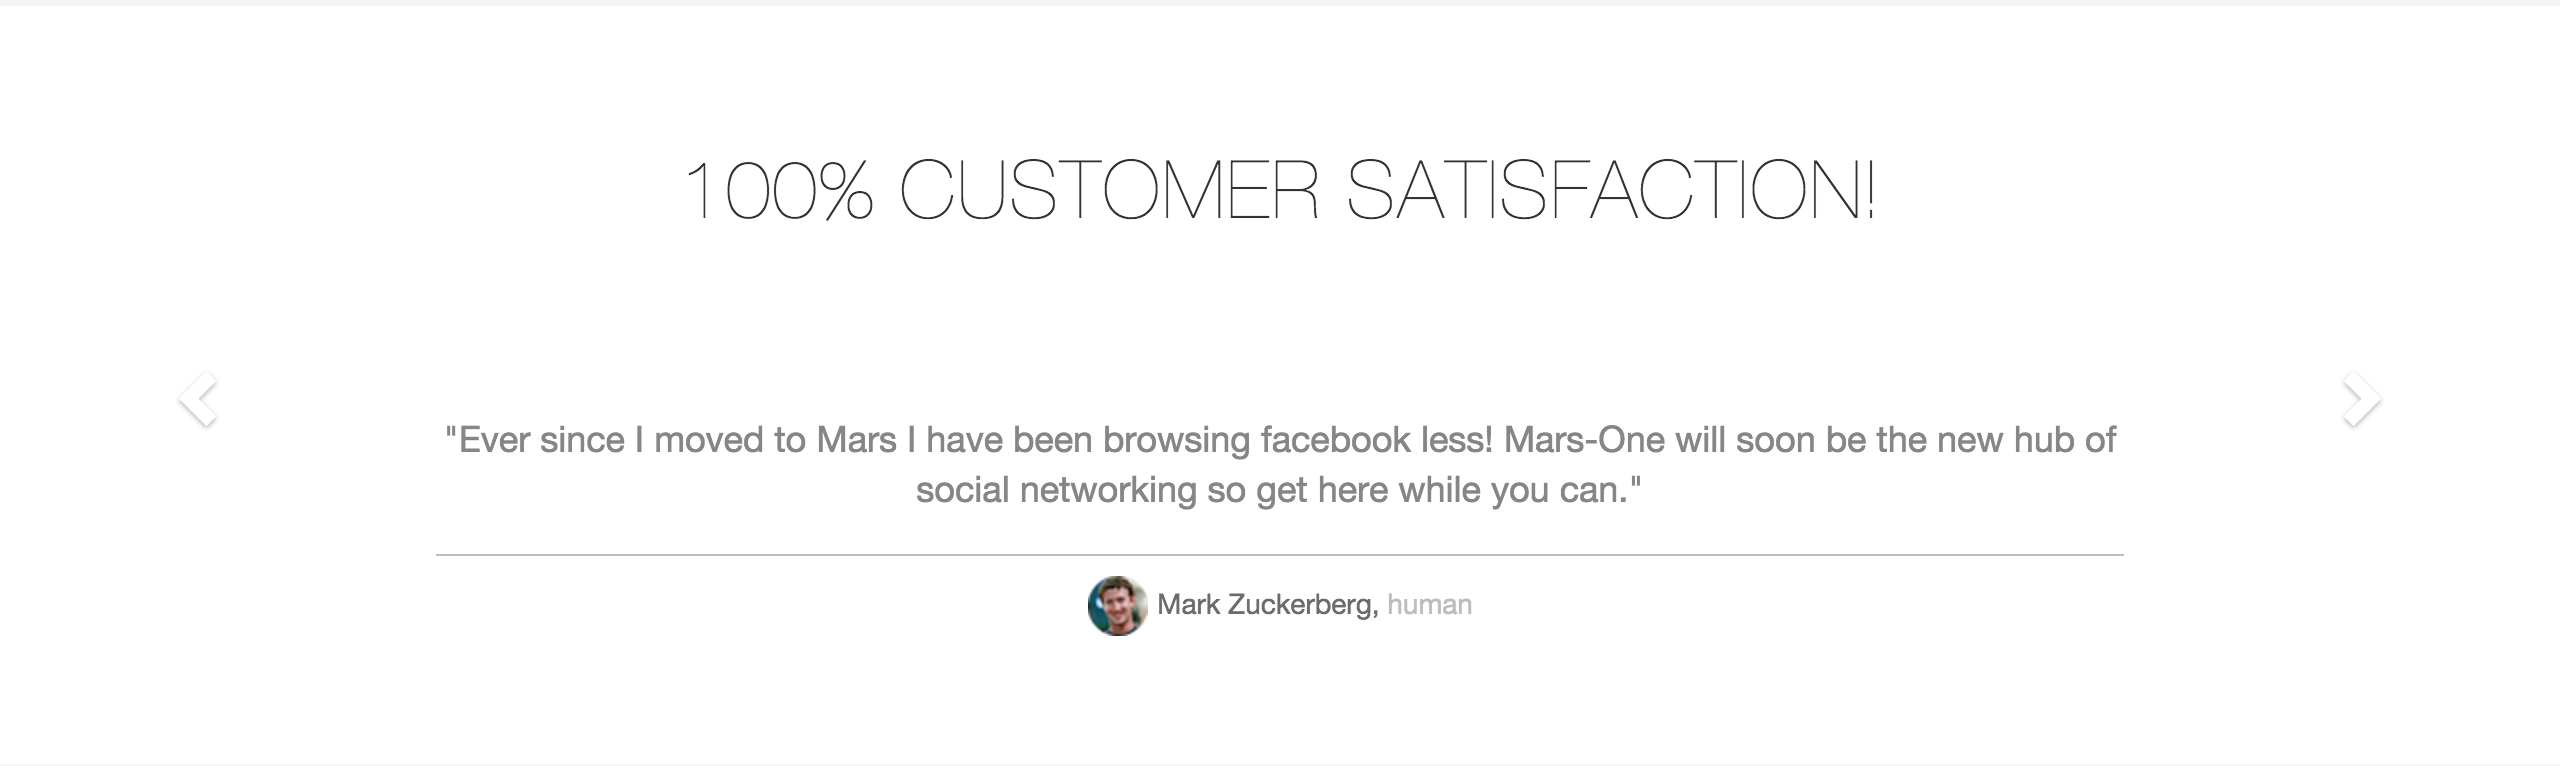 100% CUSTOMER SATISFACTION!
"Ever since I moved to Mars I have been browsing facebook less! Mars-One will soon be the new hub of
social networking so get here while you can."
Mark Zuckerberg, human